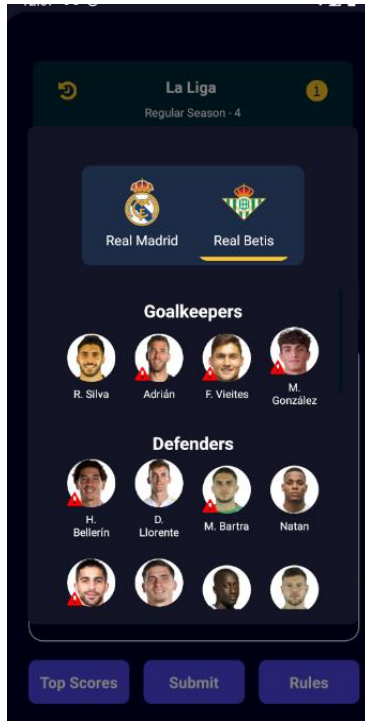 La Liga
Regular Season - 4
Real Madrid
Real Betis
Goalkeepers
R. Silva
Adrián
F. Vieites
M.
González
Defenders
H.
Bellerín
D.
Llorente
M. Bartra
Natan
Top Scores
Submit
Rules